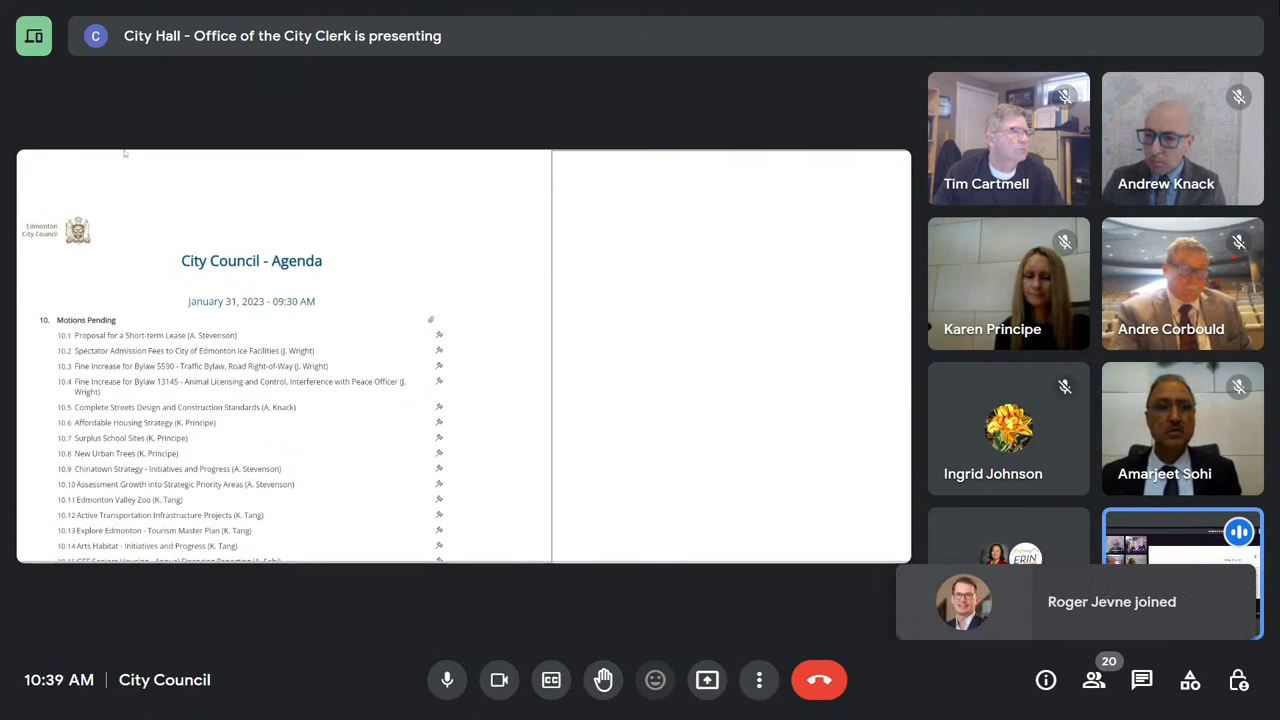 C
City Hall - Office of the City Clerk is presenting
Edmonton
City Council
City Council - Agenda
January 31, 2023 - 09:30 AM
10. Motions Pending
10.1 Proposal for a Short-term Lease (A. Stevenson)
10.2 Spectator Admission Fees to City of Edmonton Ice Facilities (J. Wright)
10.3 Fine Increase for Bylaw 5590 - Traffic Bylaw, Road Right-of-Way (J. Wright)
10.4 Fine Increase for Bylaw 13145 - Animal Licensing and Control, Interference with Peace Officer (J.
Wright)
10.5 Complete Streets Design and Construction Standards (A. Knack)
10.6 Affordable Housing Strategy (K. Principe)
10.7 Surplus School Sites (K. Principe)
10.8 New Urban Trees (K. Principe)
10.9 Chinatown Strategy - Initiatives and Progress (A. Stevenson)
10.10 Assessment Growth into Strategic Priority Areas (A. Stevenson)
10.11 Edmonton Valley Zoo (K. Tang)
10.12 Active Transportation Infrastructure Projects (K. Tang)
10.13 Explore Edmonton - Tourism Master Plan (K. Tang)
10.14 Arts Habitat - Initiatives and Progress (K. Tang)
Tim Cartmell
Andrew Knack
Karen Principe
Andre Corbould
Ingrid Johnson
Amarjeet Sohi
ERIN
Roger Jevne joined
10:39 AM
City Council
CC
20